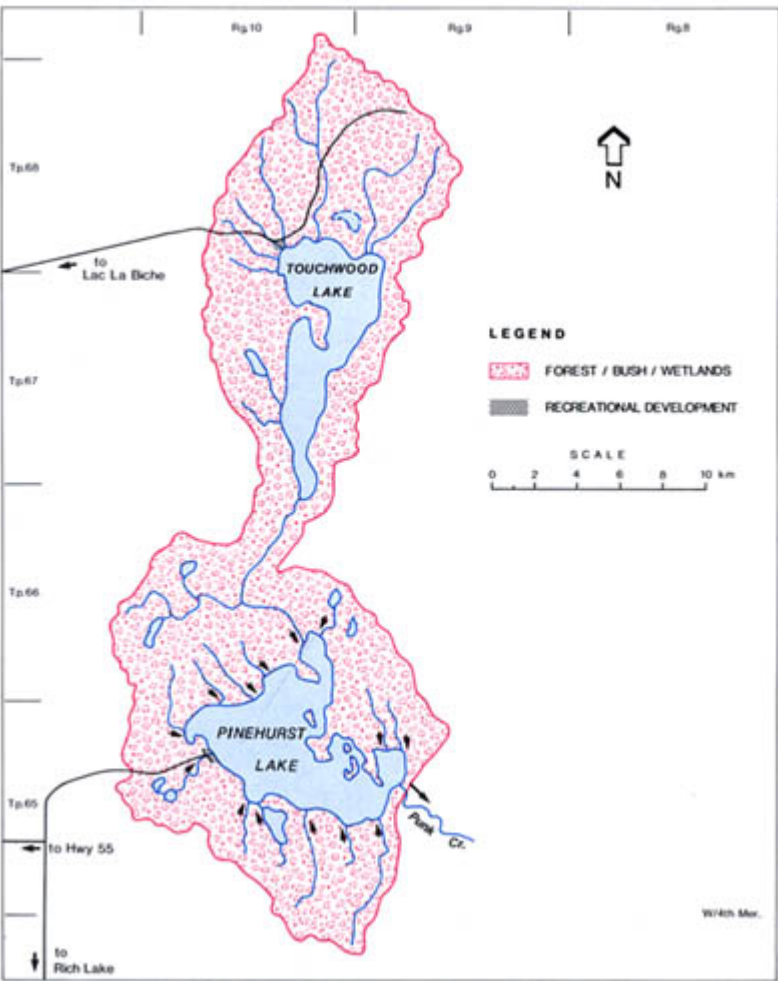 Rg.10 Rg.9 Rg.8
Tp.68
N
to
Lac La Biche
TOUCHWOOD
LAKE
LEGEND
FOREST / BUSH / WETLANDS
RECREATIONAL DEVELOPMENT
Tp.67
SCALE
0 2 4 6 8 10 km
Tp.66
PINEHURST
LAKE
Tp.65
Punk Cr.
to Hwy 55
W/4th Mer.
to
Rich Lake